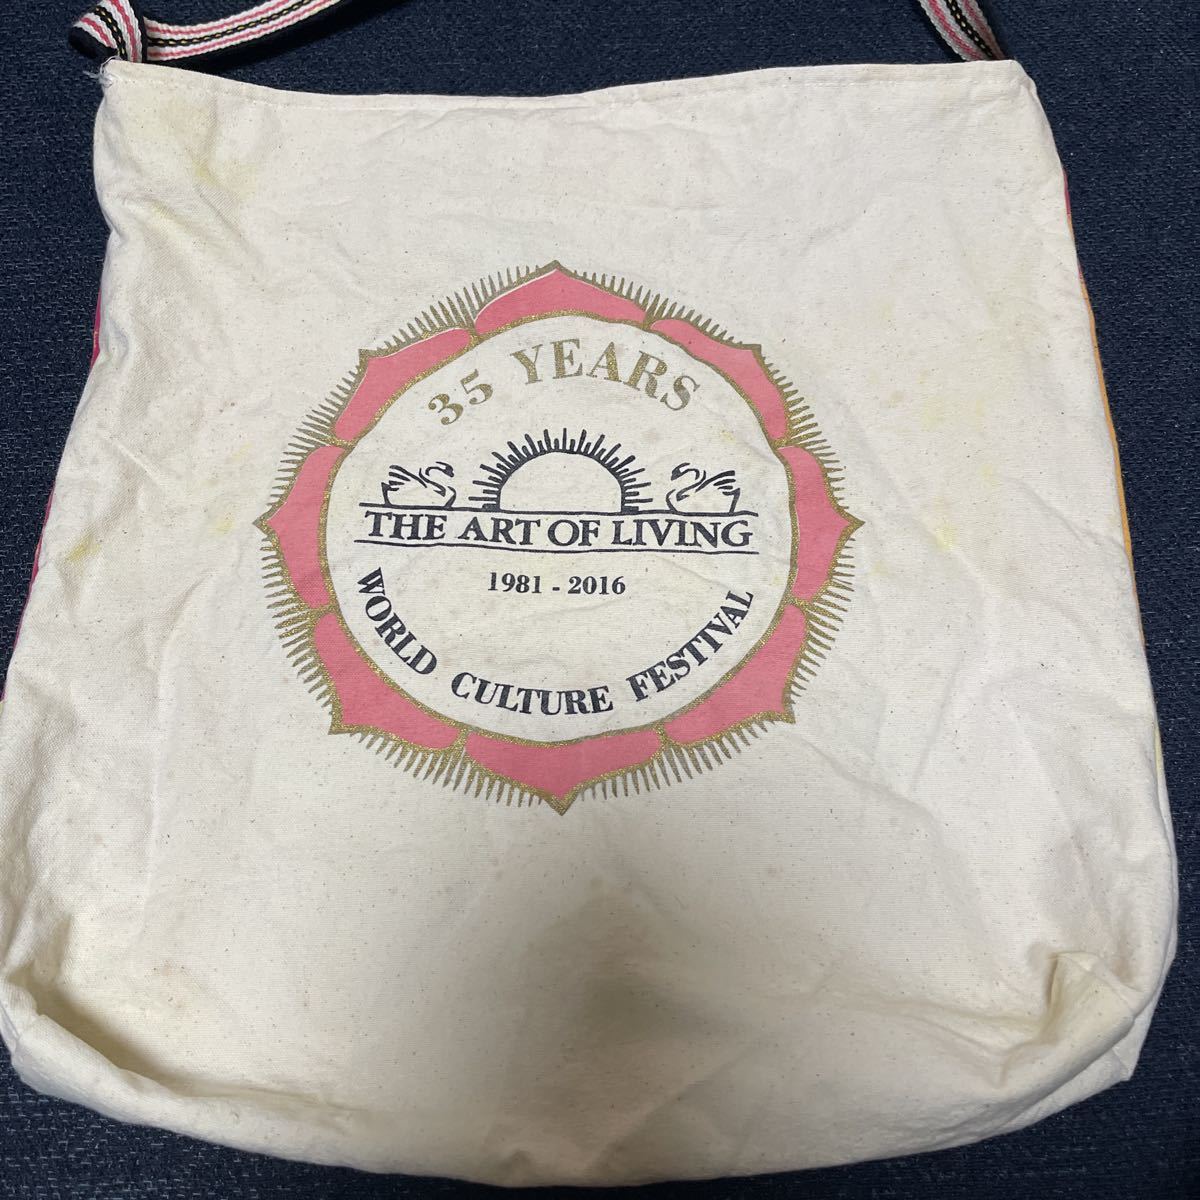 35 YEARS
THE ART OF LIVING
1981 - 2016
WORLD CULTURE FESTIVAL